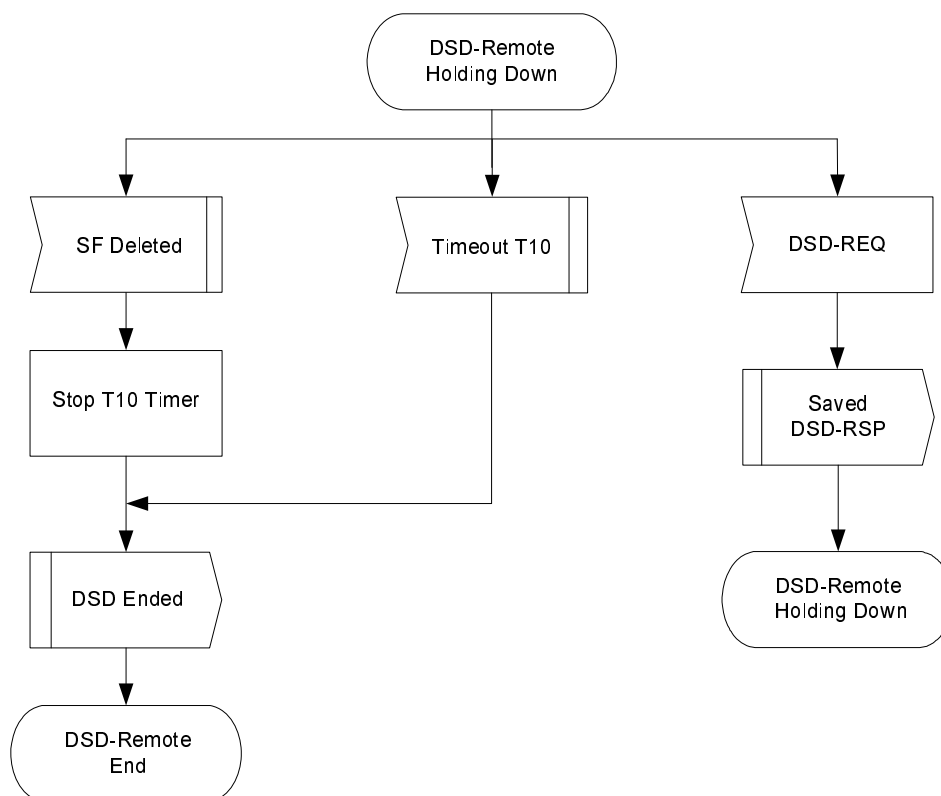 DSD-Remote
Holding Down
SF Deleted
Timeout T10
DSD-REQ
Stop T10 Timer
Saved
DSD-RSP
DSD Ended
DSD-Remote
Holding Down
DSD-Remote
End